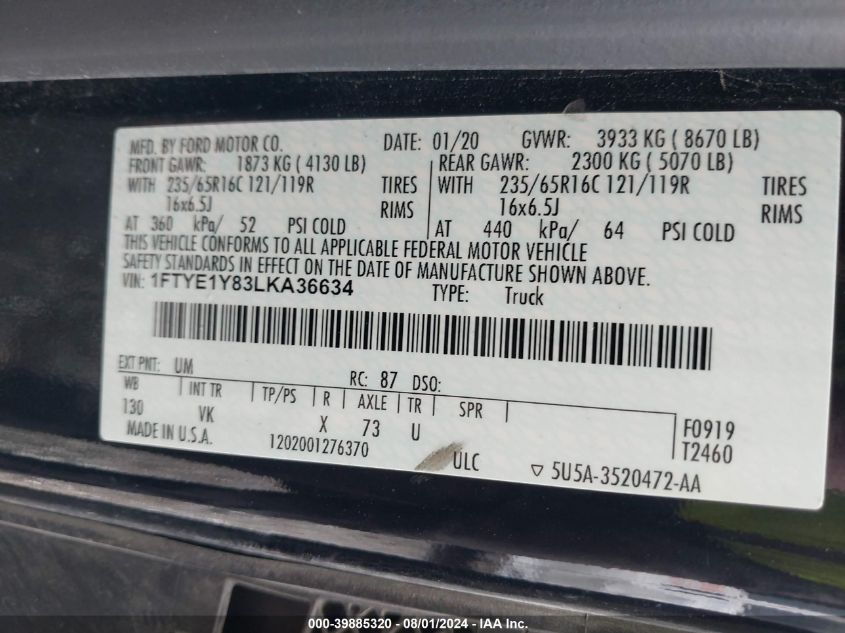 MFD. BY FORD MOTOR CO. DATE: 01/20 GVWR: 3933 KG ( 8670 LB)
FRONT GAWR: 1873 KG ( 4130 LB) REAR GAWR: 2300 KG ( 5070 LB)
WITH 235/65R16C 121/119R TIRES WITH 235/65R16C 121/119R TIRES
16x6.5J RIMS 16x6.5J RIMS
AT 360 kPa/ 52 PSI COLD AT 440 kPa/ 64 PSI COLD
THIS VEHICLE CONFORMS TO ALL APPLICABLE FEDERAL MOTOR VEHICLE
SAFETY STANDARDS IN EFFECT ON THE DATE OF MANUFACTURE SHOWN ABOVE.
VIN: 1FTYE1Y83LKA36634 TYPE: Truck
EXT PNT: UM RC: 87 DSO:
WB INT TR TP/PS R AXLE TR SPR
130 VK X 73 U F0919
MADE IN U.S.A. 1202001276370 T2460
ULC ▽ 5U5A-3520472-AA
000-39885320 - 08/01/2024 - IAA Inc.